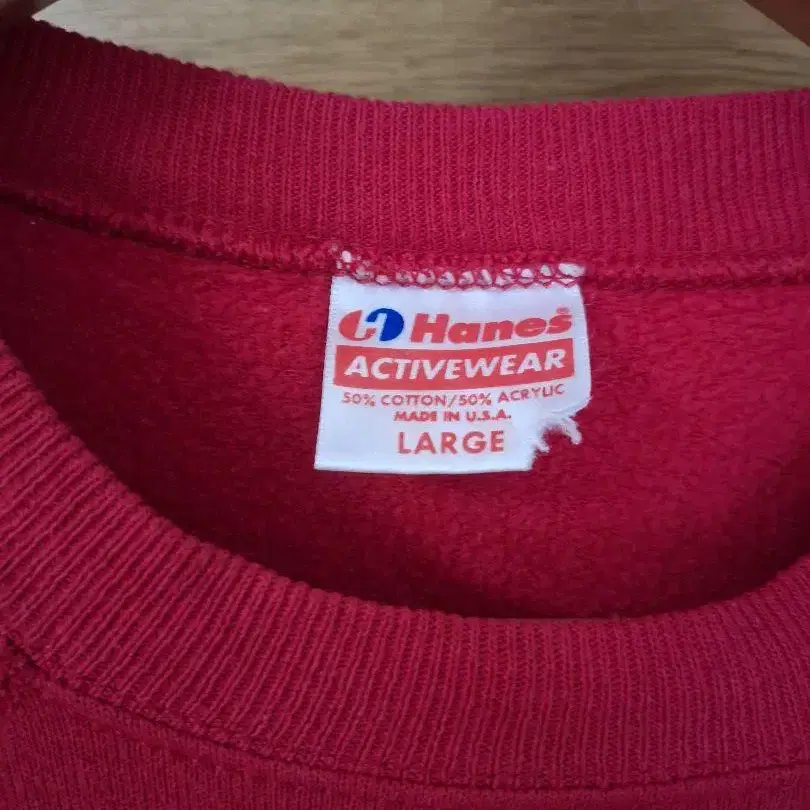 Hanes®
ACTIVEWEAR
50% COTTON/50% ACRYLIC
MADE IN U.S.A.
LARGE